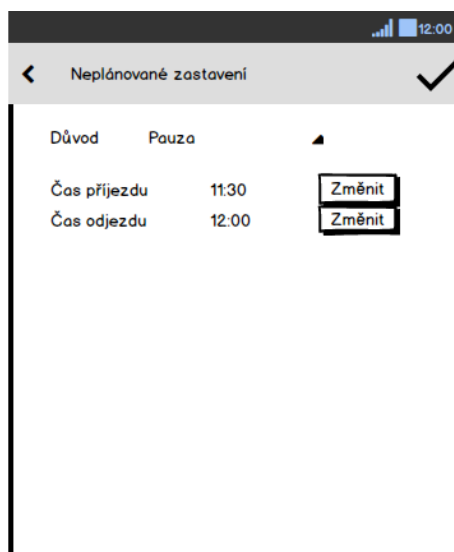 12:00
Neplánované zastavení
Důvod Pauza
Čas příjezdu 11:30 Změnit
Čas odjezdu 12:00 Změnit